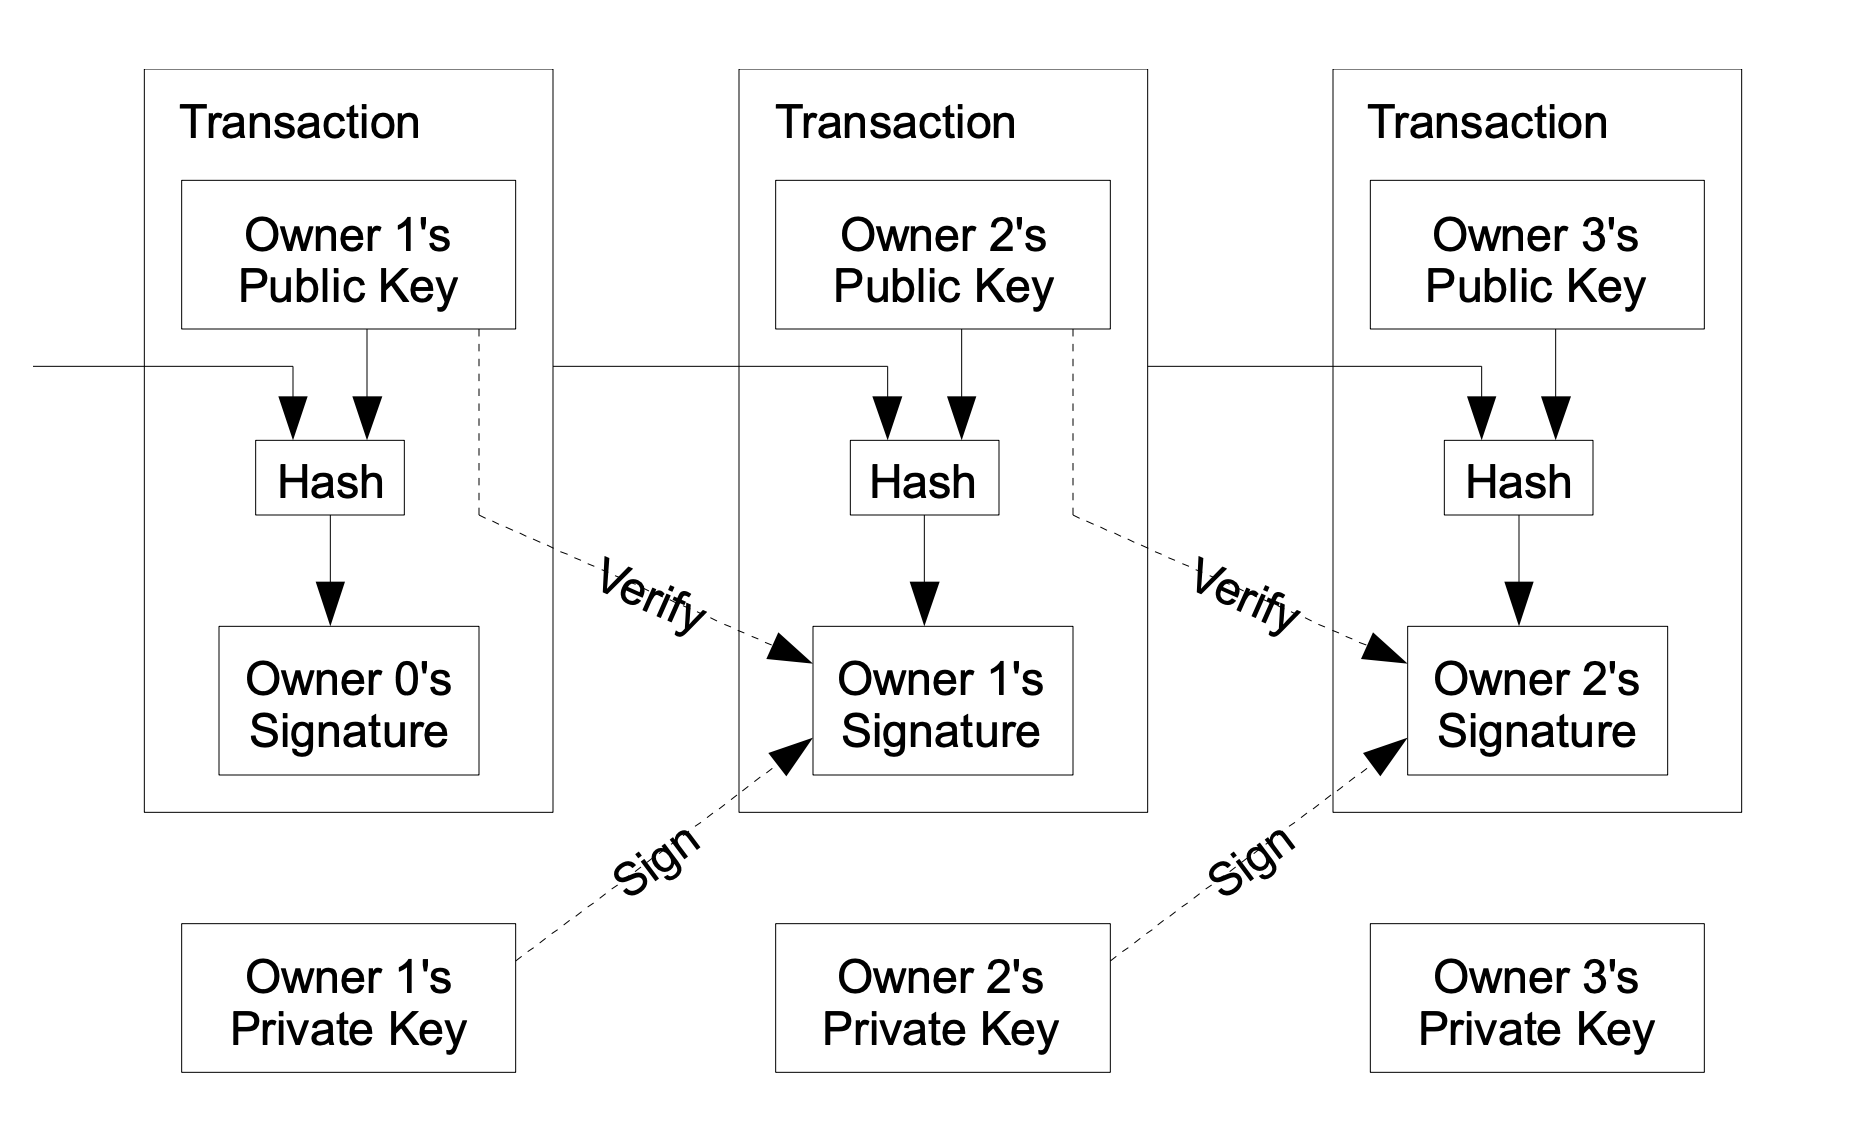 Transaction
Owner 1's
Public Key
Hash
Owner 0's
Signature
Transaction
Owner 2's
Public Key
Hash
Owner 1's
Signature
Transaction
Owner 3's
Public Key
Hash
Owner 2's
Signature
Verify
Verify
Sign
Sign
Owner 1's
Private Key
Owner 2's
Private Key
Owner 3's
Private Key